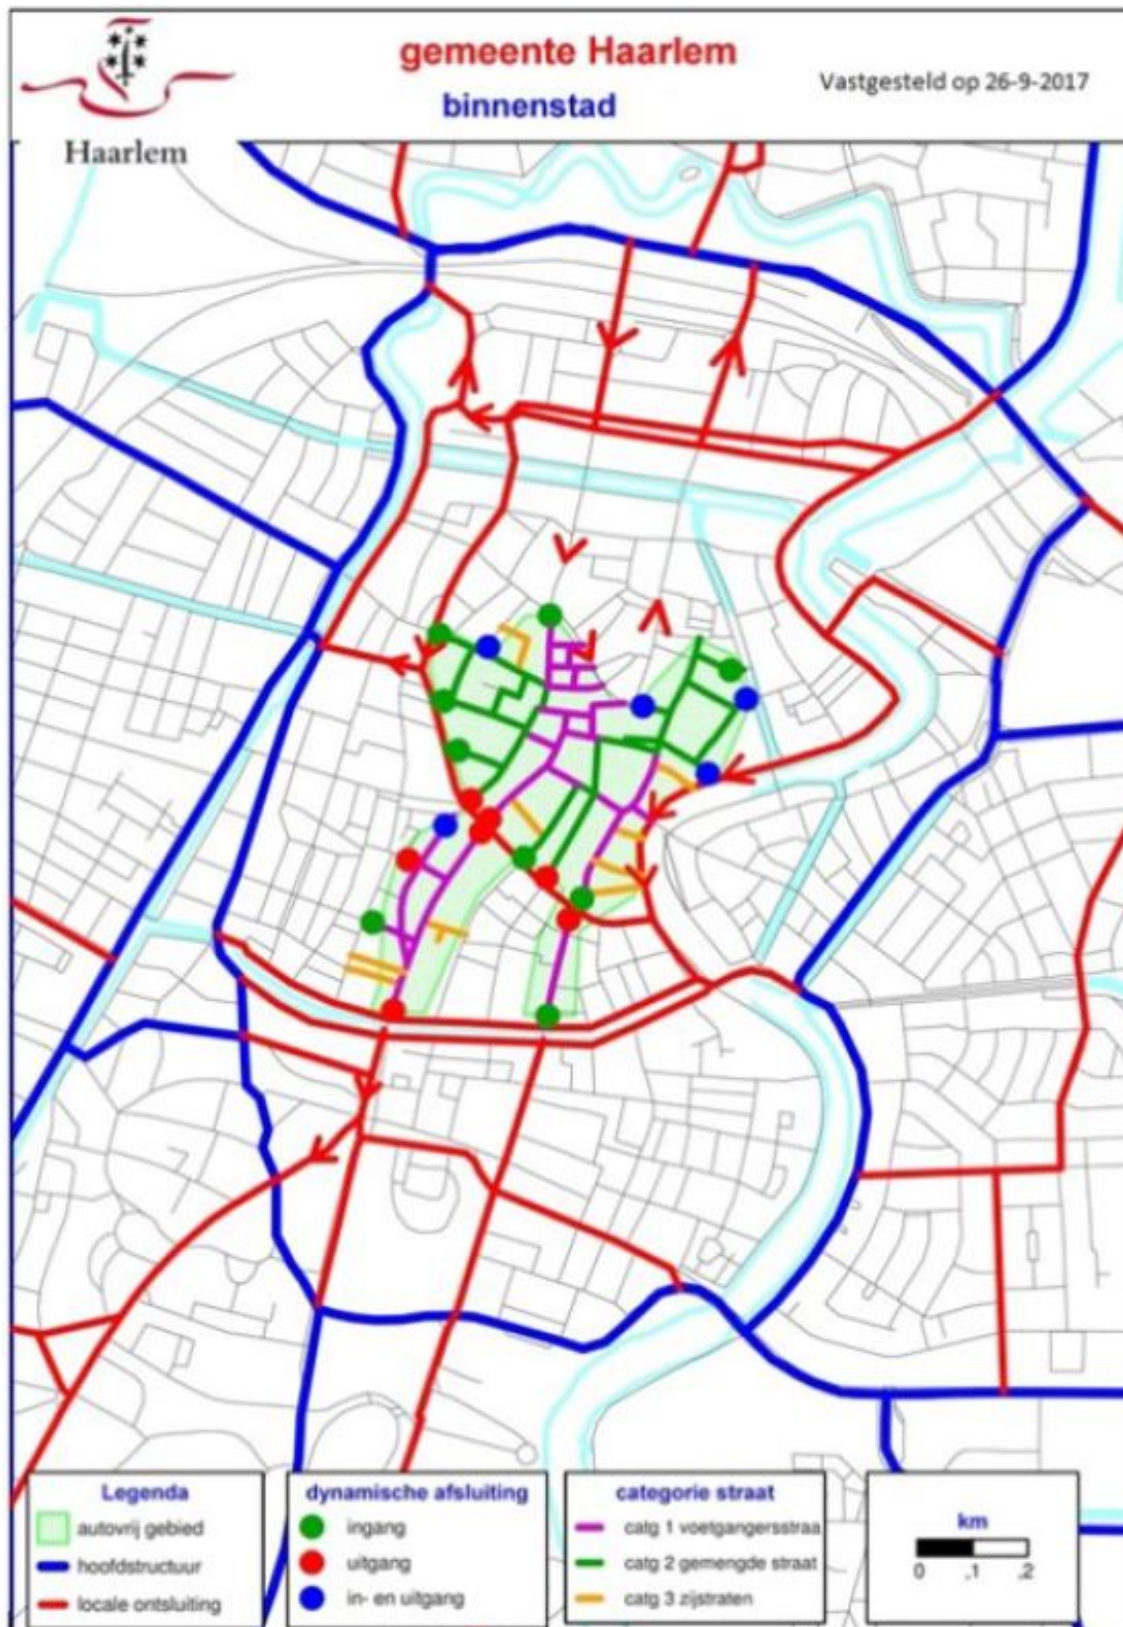 gemeente Haarlem
binnenstad
Vastgesteld op 26-9-2017
Haarlem
Legenda
autovrij gebied
hoofdstructuur
locale ontsluiting
dynamische afsluiting
ingang
uitgang
in- en uitgang
categorie straat
catg 1 voetgangersstraa
catg 2 gemengde straat
catg 3 zijstraten
km
0 ,1 ,2